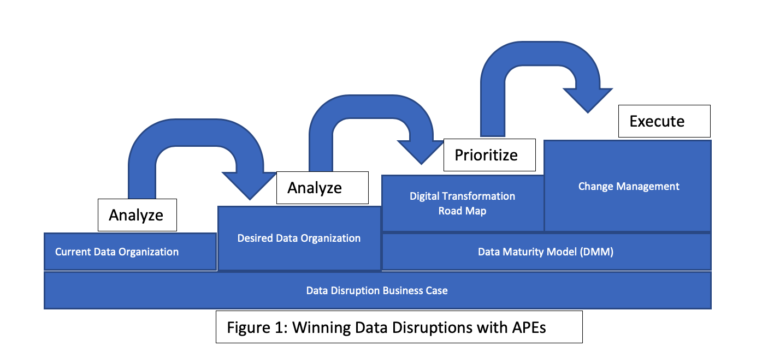 Execute
Prioritize
Analyze
Analyze
Change Management
Digital Transformation
Road Map
Desired Data Organization
Current Data Organization
Data Maturity Model (DMM)
Data Disruption Business Case
Figure 1: Winning Data Disruptions with APEs